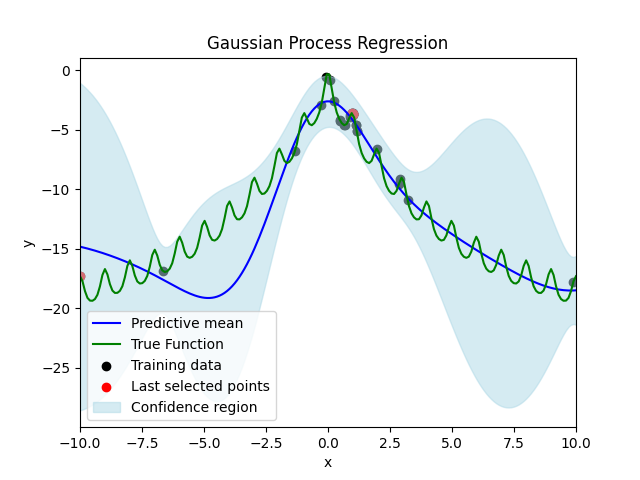 Gaussian Process Regression
0
−5
−10
−15
−20
−25
y
Predictive mean
True Function
Training data
Last selected points
Confidence region
−10.0 −7.5 −5.0 −2.5 0.0 2.5 5.0 7.5 10.0
x